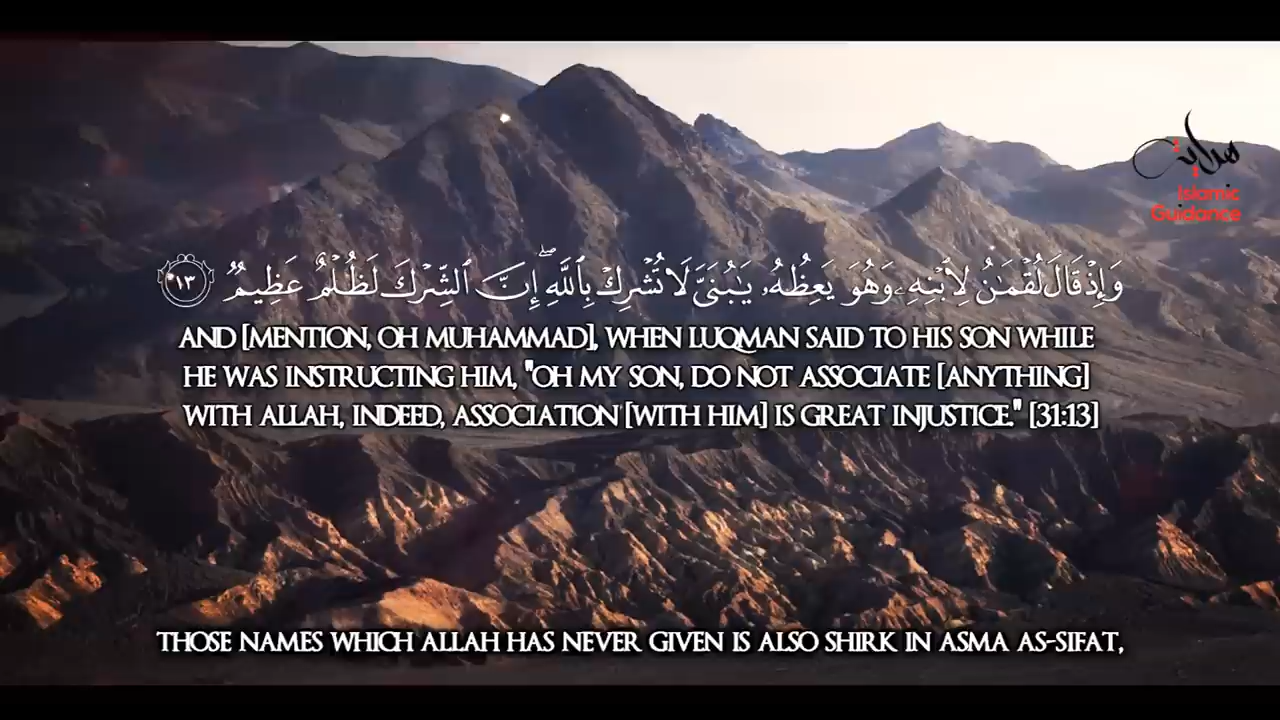 هداية
Islamic
Guidance
وَإِذْ قَالَ لُقْمَٰنُ لِٱبْنِهِۦ وَهُوَ يَعِظُهُۥ يَٰبُنَىَّ لَا تُشْرِكْ بِٱللَّهِ ۖ إِنَّ ٱلشِّرْكَ لَظُلْمٌ عَظِيمٌ ١٣
AND [MENTION, OH MUHAMMAD], WHEN LUQMAN SAID TO HIS SON WHILE
HE WAS INSTRUCTING HIM, "OH MY SON, DO NOT ASSOCIATE [ANYTHING]
WITH ALLAH, INDEED, ASSOCIATION [WITH HIM] IS GREAT INJUSTICE." [31:13]
THOSE NAMES WHICH ALLAH HAS NEVER GIVEN IS ALSO SHIRK IN ASMA AS-SIFAT,